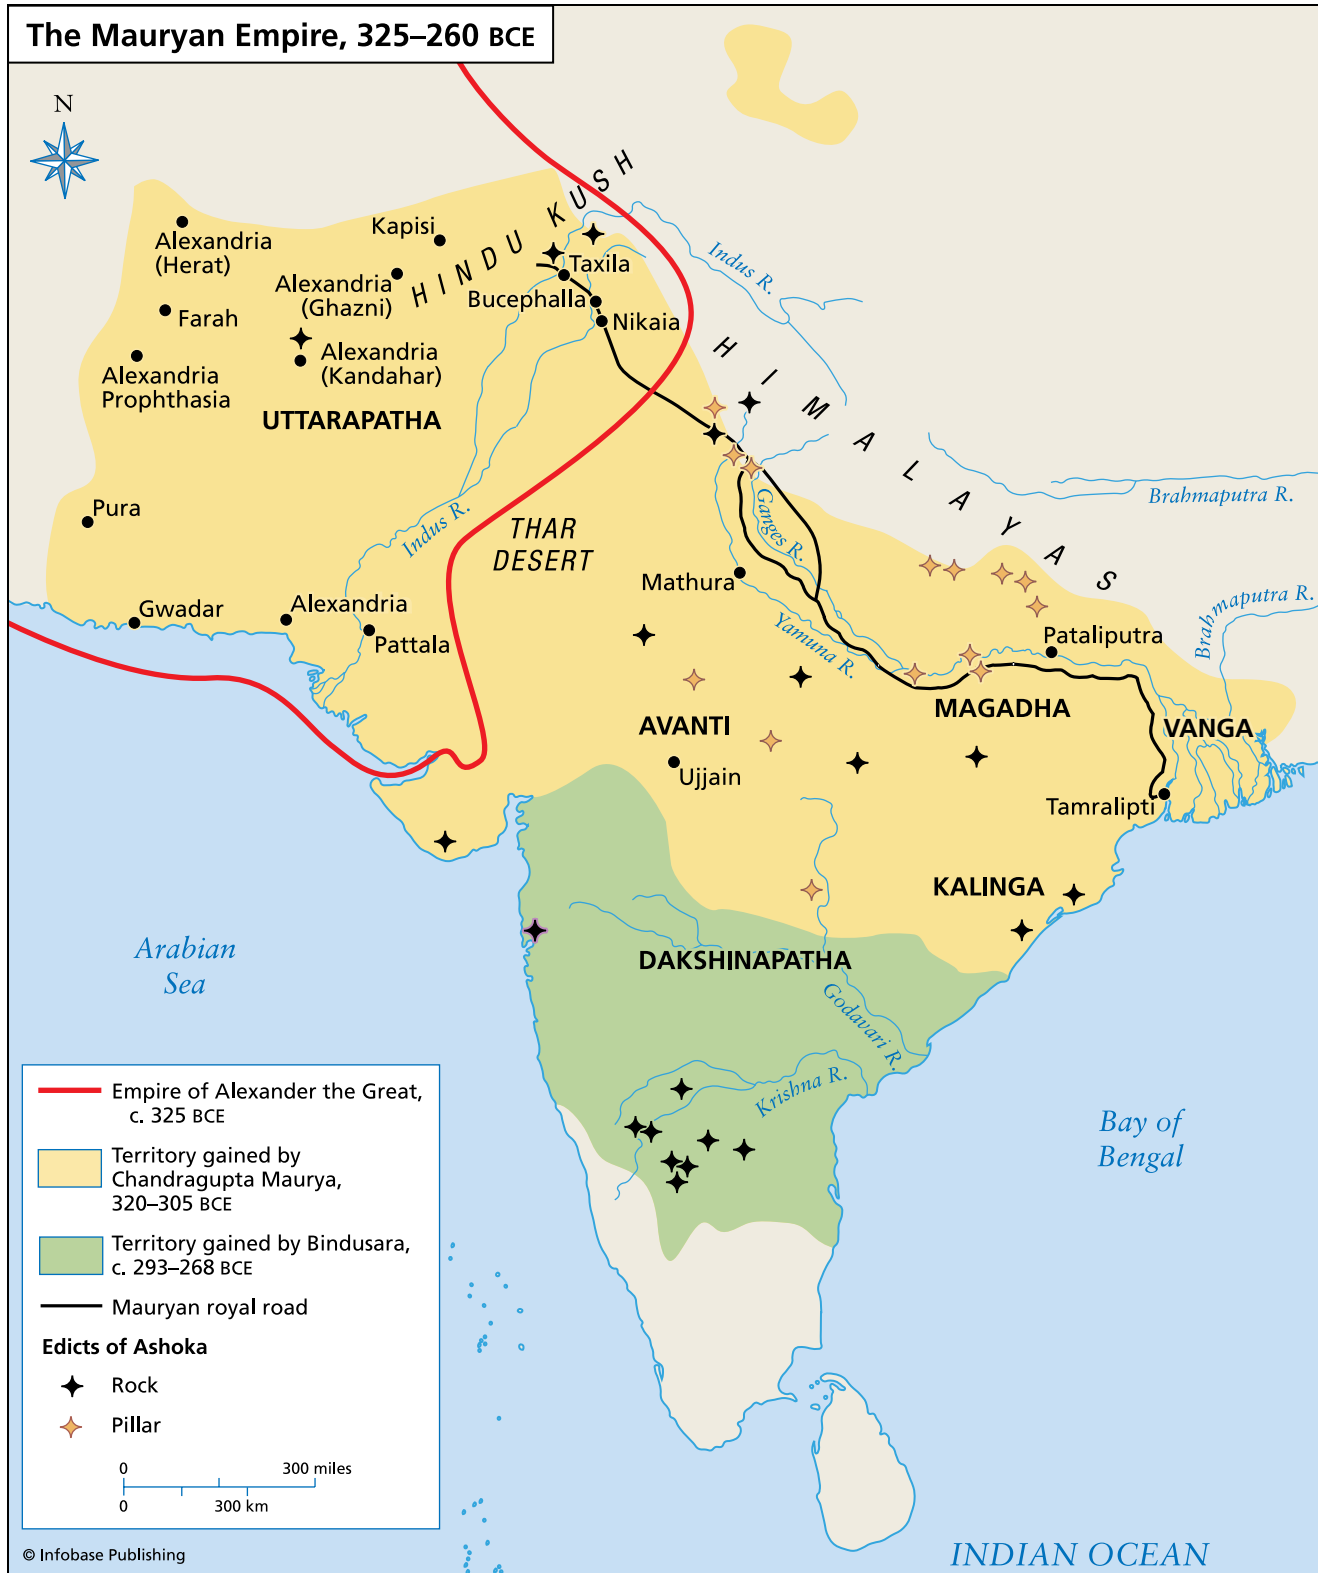 The Mauryan Empire, 325–260 BCE
N
HINDU KUSH
Kapisi
Alexandria
(Herat)
Alexandria
(Ghazni)
Taxila
Indus R.
Bucephalla
Farah
Nikaia
Alexandria
(Kandahar)
Alexandria
Prophthasia
HIMALAYAS
UTTARAPATHA
Brahmaputra R.
Pura
Indus R.
THAR
DESERT
Ganges R.
Mathura
Brahmaputra R.
Gwadar
Alexandria
Pattala
Yamuna R.
Pataliputra
MAGADHA
AVANTI
VANGA
Ujjain
Tamralipti
KALINGA
Arabian
Sea
DAKSHINAPATHA
Godavari R.
Krishna R.
Bay of
Bengal
Empire of Alexander the Great,
c. 325 BCE
Territory gained by
Chandragupta Maurya,
320–305 BCE
Territory gained by Bindusara,
c. 293–268 BCE
Mauryan royal road
Edicts of Ashoka
Rock
Pillar
0 300 miles
0 300 km
© Infobase Publishing
INDIAN OCEAN